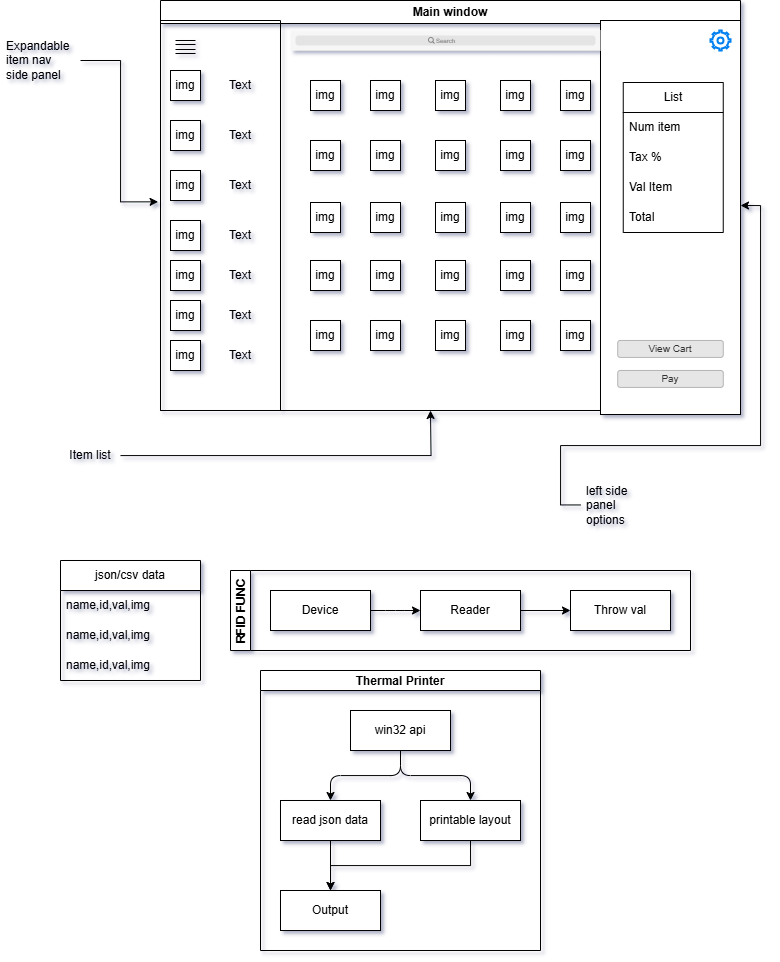 Main window
Expandable
item nav
side panel
Search
img Text
img Text
img Text
img Text
img Text
img Text
img Text
img img img img img
img img img img img
img img img img img
img img img img img
img img img img img
List
Num item
Tax %
Val Item
Total
View Cart
Pay
Item list
left side
panel
options
json/csv data
name,id,val,img
name,id,val,img
name,id,val,img
RFID FUNC
Device
Reader
Throw val
Thermal Printer
win32 api
read json data
printable layout
Output